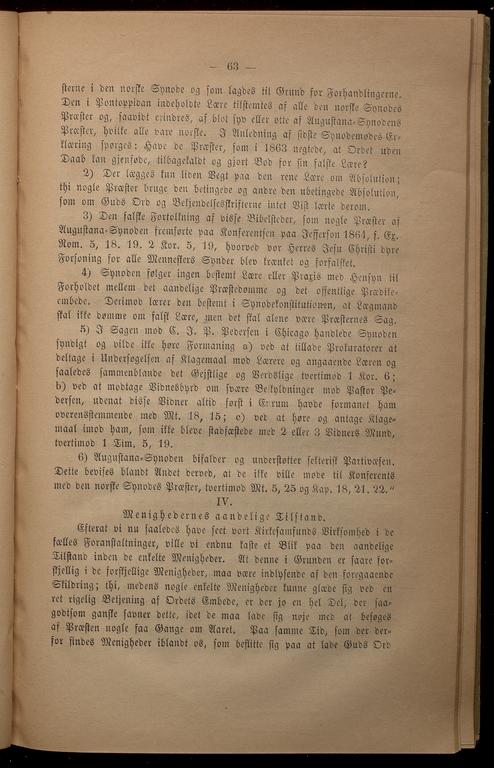 — 63 —
sterne i den norske Synode og som lagdes til Grund for Forhandlingerne.
Den i Pontoppidan indeholdte Lære tilstemtes af alle den norske Synodes
Præster og, saavidt erindres, af blot syv eller otte af Augustana-Synodens
Præster, hvilke alle vare norske. I Anledning af sidste Synodemødes Er-
klæring spørges: Have de Præster, som i 1863 negtede, at Ordet uden
Daab kan gjenføde, tilbagekaldt og gjort Bod for sin falske Lære?
2) Der lægges kun liden Vegt paa den rene Lære om Absolution;
thi nogle Præster bruge den betingede og andre den ubetingede Absolution,
som om Guds Ord og Bekjendelsesskrifterne intet Vist lærte derom.
3) Den falske Fortolkning af visse Bibelsteder, som nogle Præster af
Augustana-Synoden fremførte paa Konferentsen paa Jefferson 1864, f. Ex.
Rom. 5, 18. 19. 2 Kor. 5, 19, hvorved vor Herres Jesu Christi dyre
Forsoning for alle Menneskers Synder blev krænket og forfalsket.
4) Synoden følger ingen bestemt Lære eller Praxis med Hensyn til
Forholdet mellem det aandelige Præstedømme og det offentlige Prædike-
embede. Derimod lærer den bestemt i Synodekonstitutionen, at Lægmand
skal ikke dømme om falsk Lære, men det skal alene være Præsternes Sag.
5) I Sagen mod C. J. P. Pedersen i Chicago handlede Synoden
syndigt og vilde ikke høre Formaning a) ved at tillade Prokuratorer at
deltage i Undersøgelsen af Klagemaal mod Lærere og angaaende Læren og
saaledes sammenblande det Gejstlige og Verdslige tvertimod 1 Kor. 6;
b) ved at modtage Vidnesbyrd om svære Beskyldninger mod Pastor Pe-
dersen, udenat disse Vidner altid først i Enrum havde formanet ham
overensstemmende med Mt. 18, 15; c) ved at høre og antage Klage-
maal imod ham, som ikke bleve stadfæstede med 2 eller 3 Vidners Mund,
tvertimod 1 Tim. 5, 19.
6) Augustana-Synoden bifalder og understøtter sekterisk Partivæsen.
Dette bevises blandt Andet derved, at de ikke ville møde til Konferents
med den norske Synodes Præster, tvertimod Mt. 5, 25 og Kap. 18, 21. 22."
IV.
Menighedernes aandelige Tilstand.
Efterat vi nu saaledes have seet vort Kirkesamfunds Virksomhed i de
fælles Foranstaltninger, ville vi endnu kaste et Blik paa den aandelige
Tilstand inden de enkelte Menigheder. At denne i Grunden er saare for-
skjellig i de forskjellige Menigheder, maa være indlysende af den foregaaende
Skildring; thi, medens nogle enkelte Menigheder kunne glæde sig ved en
ret rigelig Betjening af Ordets Embede, er der jo en hel Del, der saa-
godtsom ganske savner dette, idet de maa lade sig nøje med at besøges
af Præsten nogle faa Gange om Aaret. Paa samme Tid, som der der-
for findes Menigheder iblandt os, som beflitte sig paa at lade Guds Ord